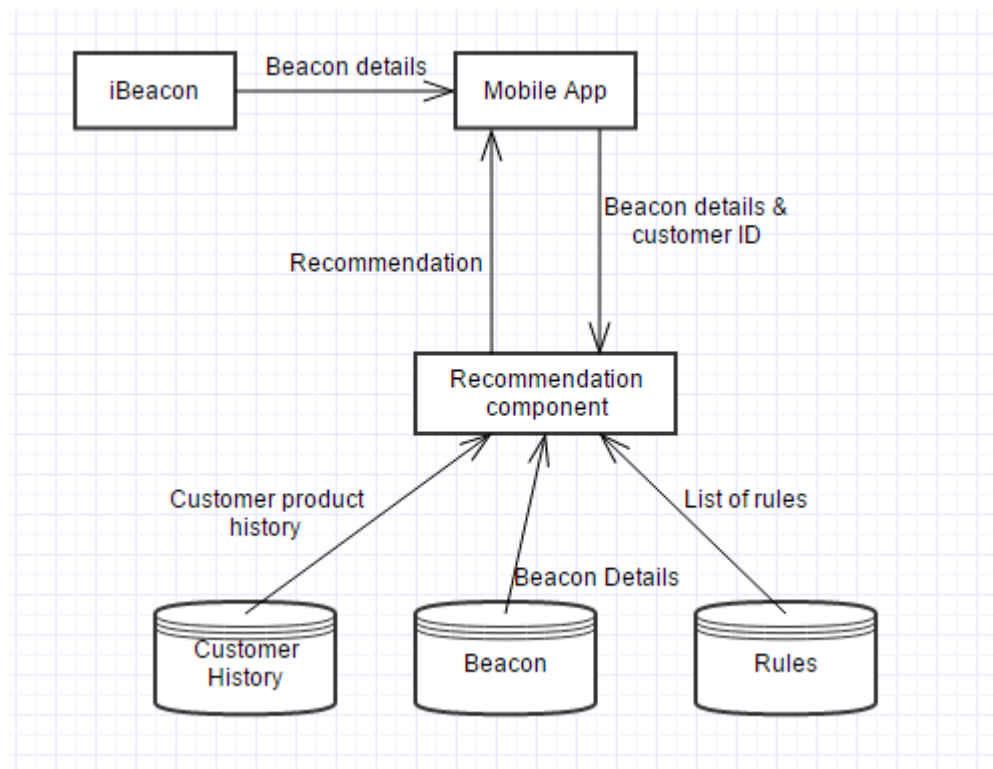 Beacon details
iBeacon
Mobile App
Beacon details &
customer ID
Recommendation
Recommendation
component
Customer product
history
List of rules
Beacon Details
Customer
History
Beacon
Rules